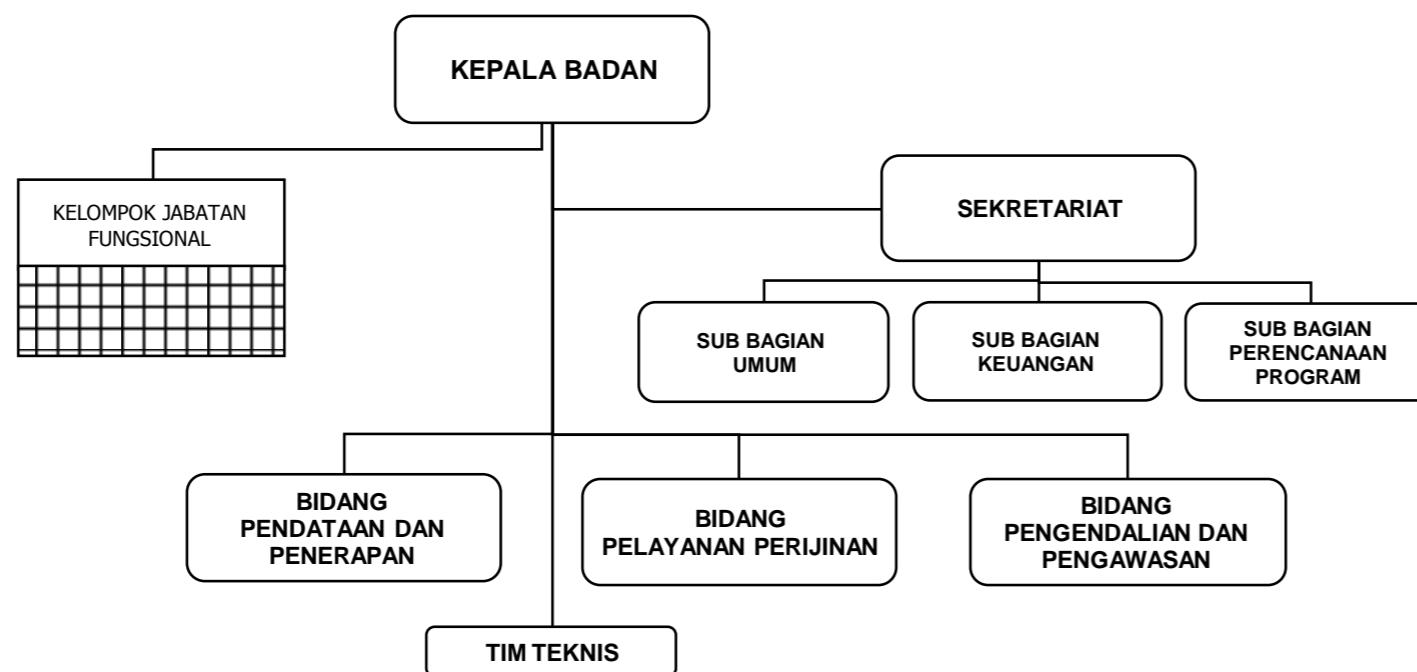 KEPALA BADAN
KELOMPOK JABATAN
FUNGSIONAL
SEKRETARIAT
SUB BAGIAN
UMUM
SUB BAGIAN
KEUANGAN
SUB BAGIAN
PERENCANAAN
PROGRAM
BIDANG
PENDATAAN DAN
PENERAPAN
BIDANG
PELAYANAN PERIJINAN
BIDANG
PENGENDALIAN DAN
PENGAWASAN
TIM TEKNIS